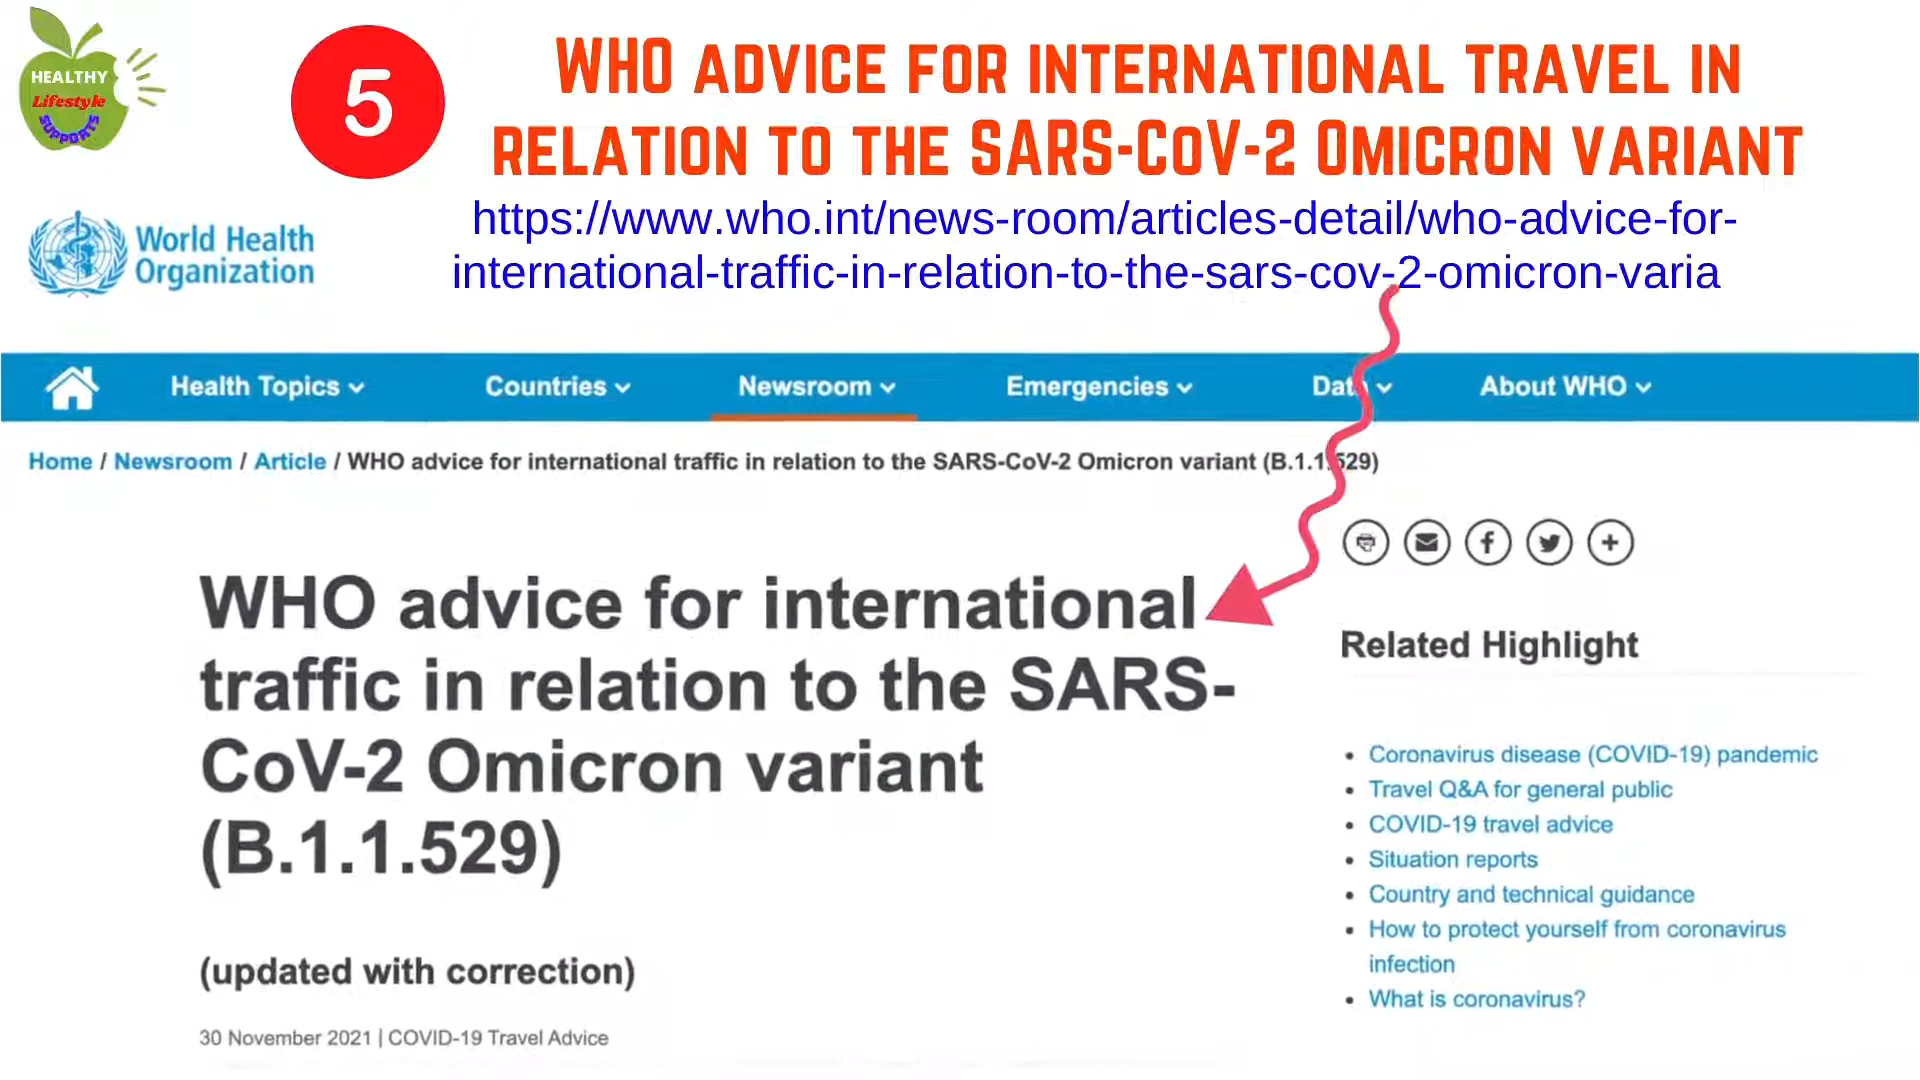 HEALTHY
Lifestyle
SUPPORTS
5
WHO ADVICE FOR INTERNATIONAL TRAVEL IN
RELATION TO THE SARS-CoV-2 OMICRON VARIANT
https://www.who.int/news-room/articles-detail/who-advice-for-
international-traffic-in-relation-to-the-sars-cov-2-omicron-varia
World Health
Organization
Health Topics Countries Newsroom Emergencies Data About WHO
Home / Newsroom / Article / WHO advice for international traffic in relation to the SARS-CoV-2 Omicron variant (B.1.1.529)
WHO advice for international
traffic in relation to the SARS-
CoV-2 Omicron variant
(B.1.1.529)
(updated with correction)
30 November 2021 | COVID-19 Travel Advice
Related Highlight
• Coronavirus disease (COVID-19) pandemic
• Travel Q&A for general public
• COVID-19 travel advice
• Situation reports
• Country and technical guidance
• How to protect yourself from coronavirus
infection
• What is coronavirus?